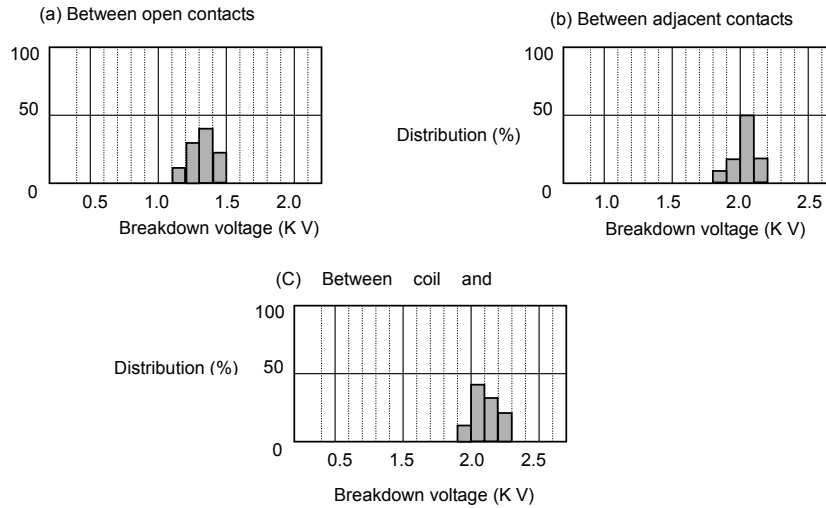 (a) Between open contacts
100
50
0
0.5 1.0 1.5 2.0
Breakdown voltage (K V)
(b) Between adjacent contacts
100
Distribution (%)
50
0
1.0 1.5 2.0 2.5
Breakdown voltage (K V)
(C) Between coil and
100
Distribution (%)
50
0
0.5 1.5 2.0 2.5
Breakdown voltage (K V)